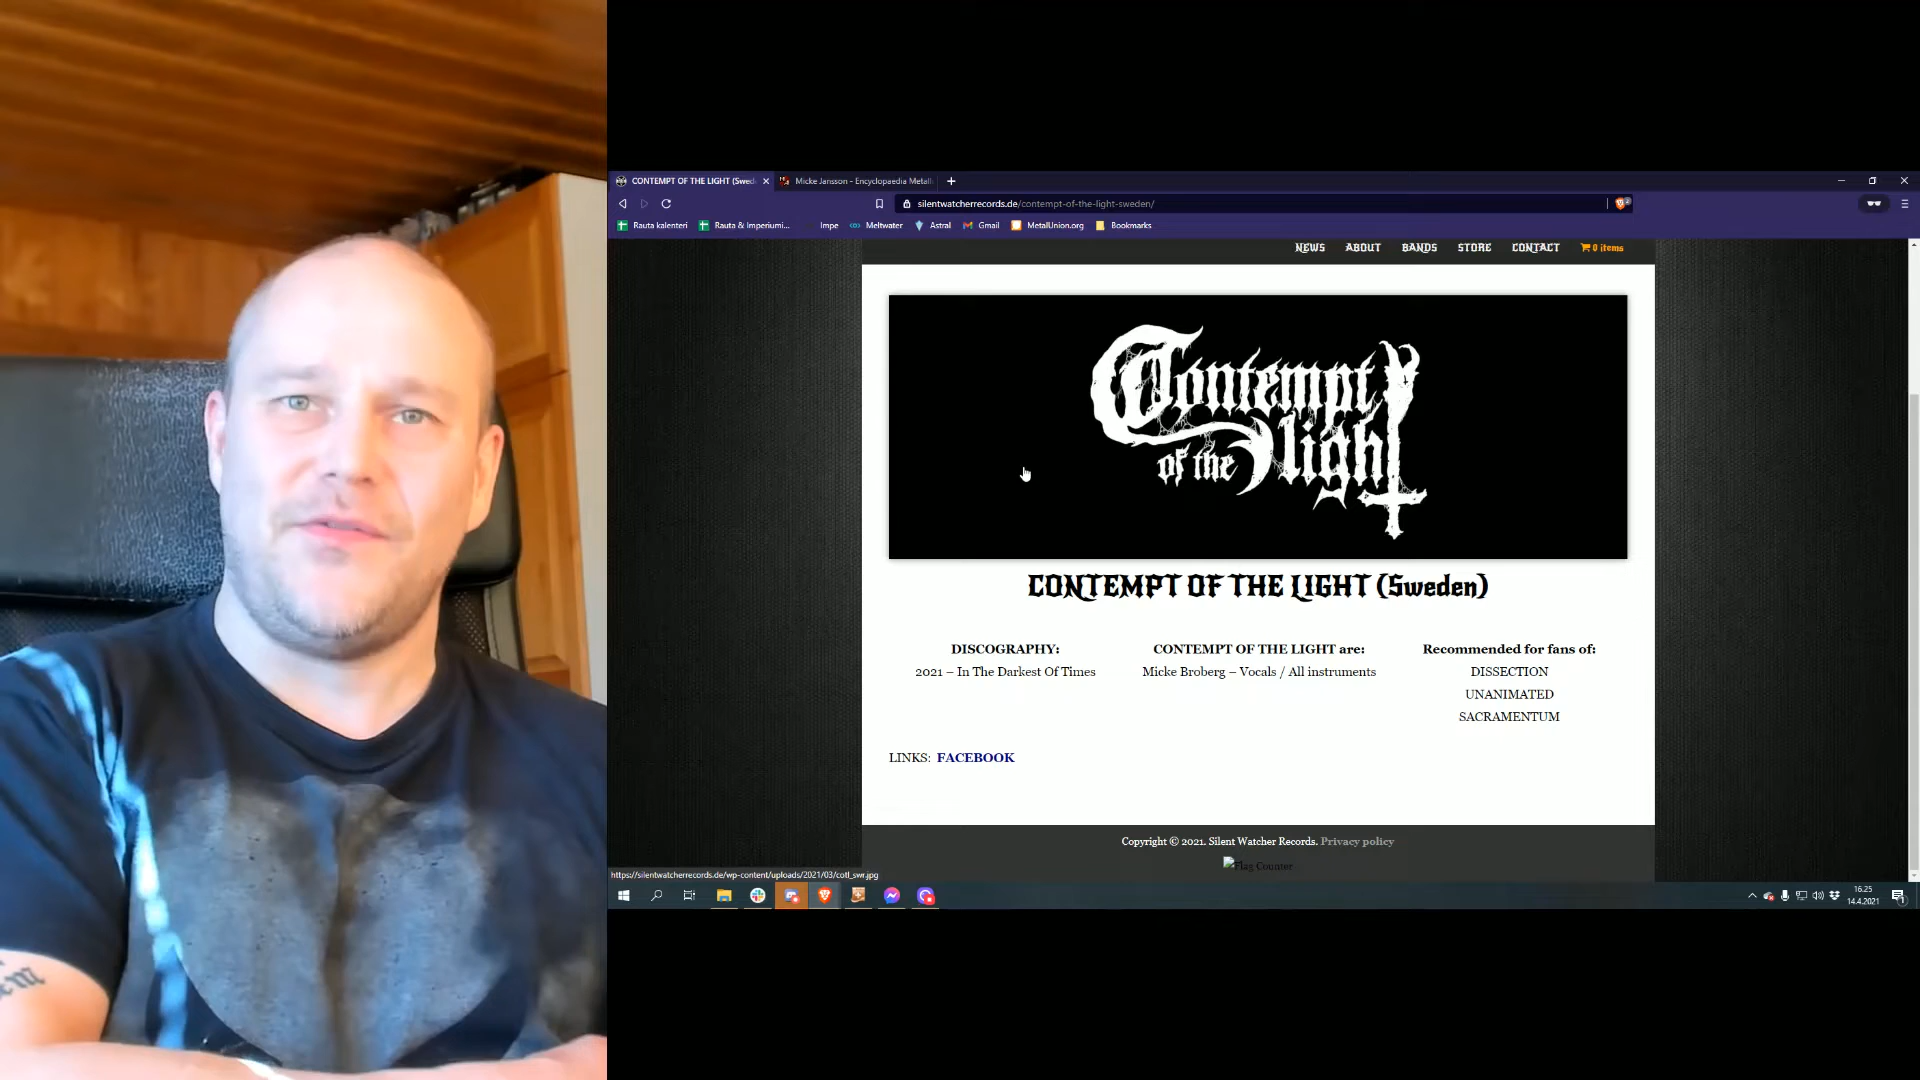 CONTEMPT OF THE LIGHT (Swed
Micke Jansson - Encyclopaedia Metall
silentwatcherrecords.de/contempt-of-the-light-sweden/
Rauta kalenteri
Rauta & Imperiumi...
Impe
Meltwater
Astral
Gmail
MetalUnion.org
Bookmarks
NEWS ABOUT BANDS STORE CONTACT 0 items
Contempt
of the light
CONTEMPT OF THE LIGHT (Sweden)
DISCOGRAPHY:
2021 – In The Darkest Of Times
CONTEMPT OF THE LIGHT are:
Micke Broberg – Vocals / All instruments
Recommended for fans of:
DISSECTION
UNANIMATED
SACRAMENTUM
LINKS: FACEBOOK
Copyright © 2021. Silent Watcher Records. Privacy policy
Flag Counter
https://silentwatcherrecords.de/wp-content/uploads/2021/03/cotl_swr.jpg
16.25
14.4.2021